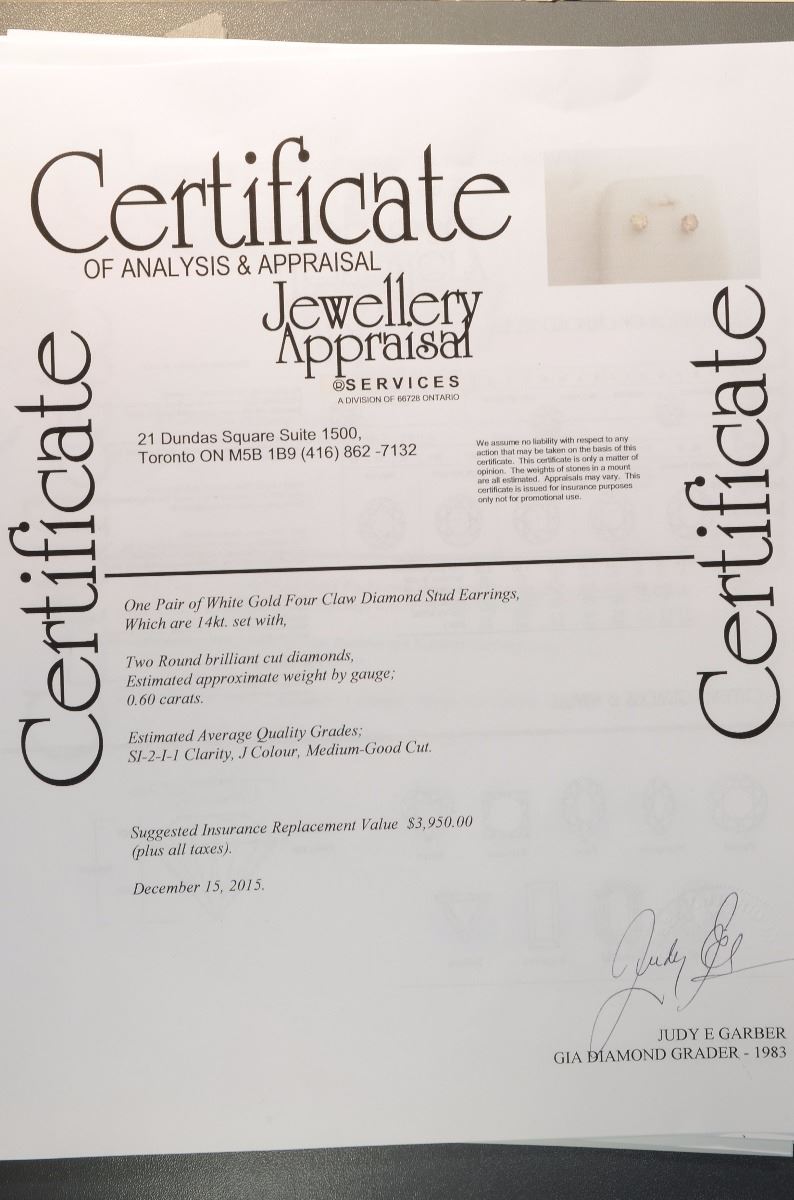 Certificate
OF ANALYSIS & APPRAISAL
Jewellery
Appraisal
@SERVICES
A DIVISION OF 66728 ONTARIO
Certificate
Certificate
21 Dundas Square Suite 1500,
Toronto ON M5B 1B9 (416) 862 -7132
We assume no liability with respect to any
action that may be taken on the basis of this
certificate. This certificate is only a matter of
opinion. The weights of stones in a mount
are all estimated. Appraisals may vary. This
certificate is issued for insurance purposes
only not for promotional use.
One Pair of White Gold Four Claw Diamond Stud Earrings,
Which are 14kt. set with,
Two Round brilliant cut diamonds,
Estimated approximate weight by gauge;
0.60 carats.
Estimated Average Quality Grades;
SI-2-I-1 Clarity, J Colour, Medium-Good Cut.
Suggested Insurance Replacement Value $3,950.00
(plus all taxes).
December 15, 2015.
Judy
JUDY E GARBER
GIA DIAMOND GRADER - 1983